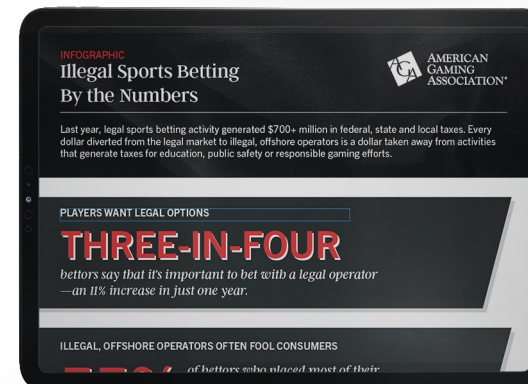 INFOGRAPHIC
Illegal Sports Betting
By the Numbers
AGA
AMERICAN
GAMING
ASSOCIATION®
Last year, legal sports betting activity generated $700+ million in federal, state and local taxes. Every
dollar diverted from the legal market to illegal, offshore operators is a dollar taken away from activities
that generate taxes for education, public safety or responsible gaming efforts.
PLAYERS WANT LEGAL OPTIONS
THREE-IN-FOUR
bettors say that it's important to bet with a legal operator
—an 11% increase in just one year.
ILLEGAL, OFFSHORE OPERATORS OFTEN FOOL CONSUMERS
of bettors who placed most of their